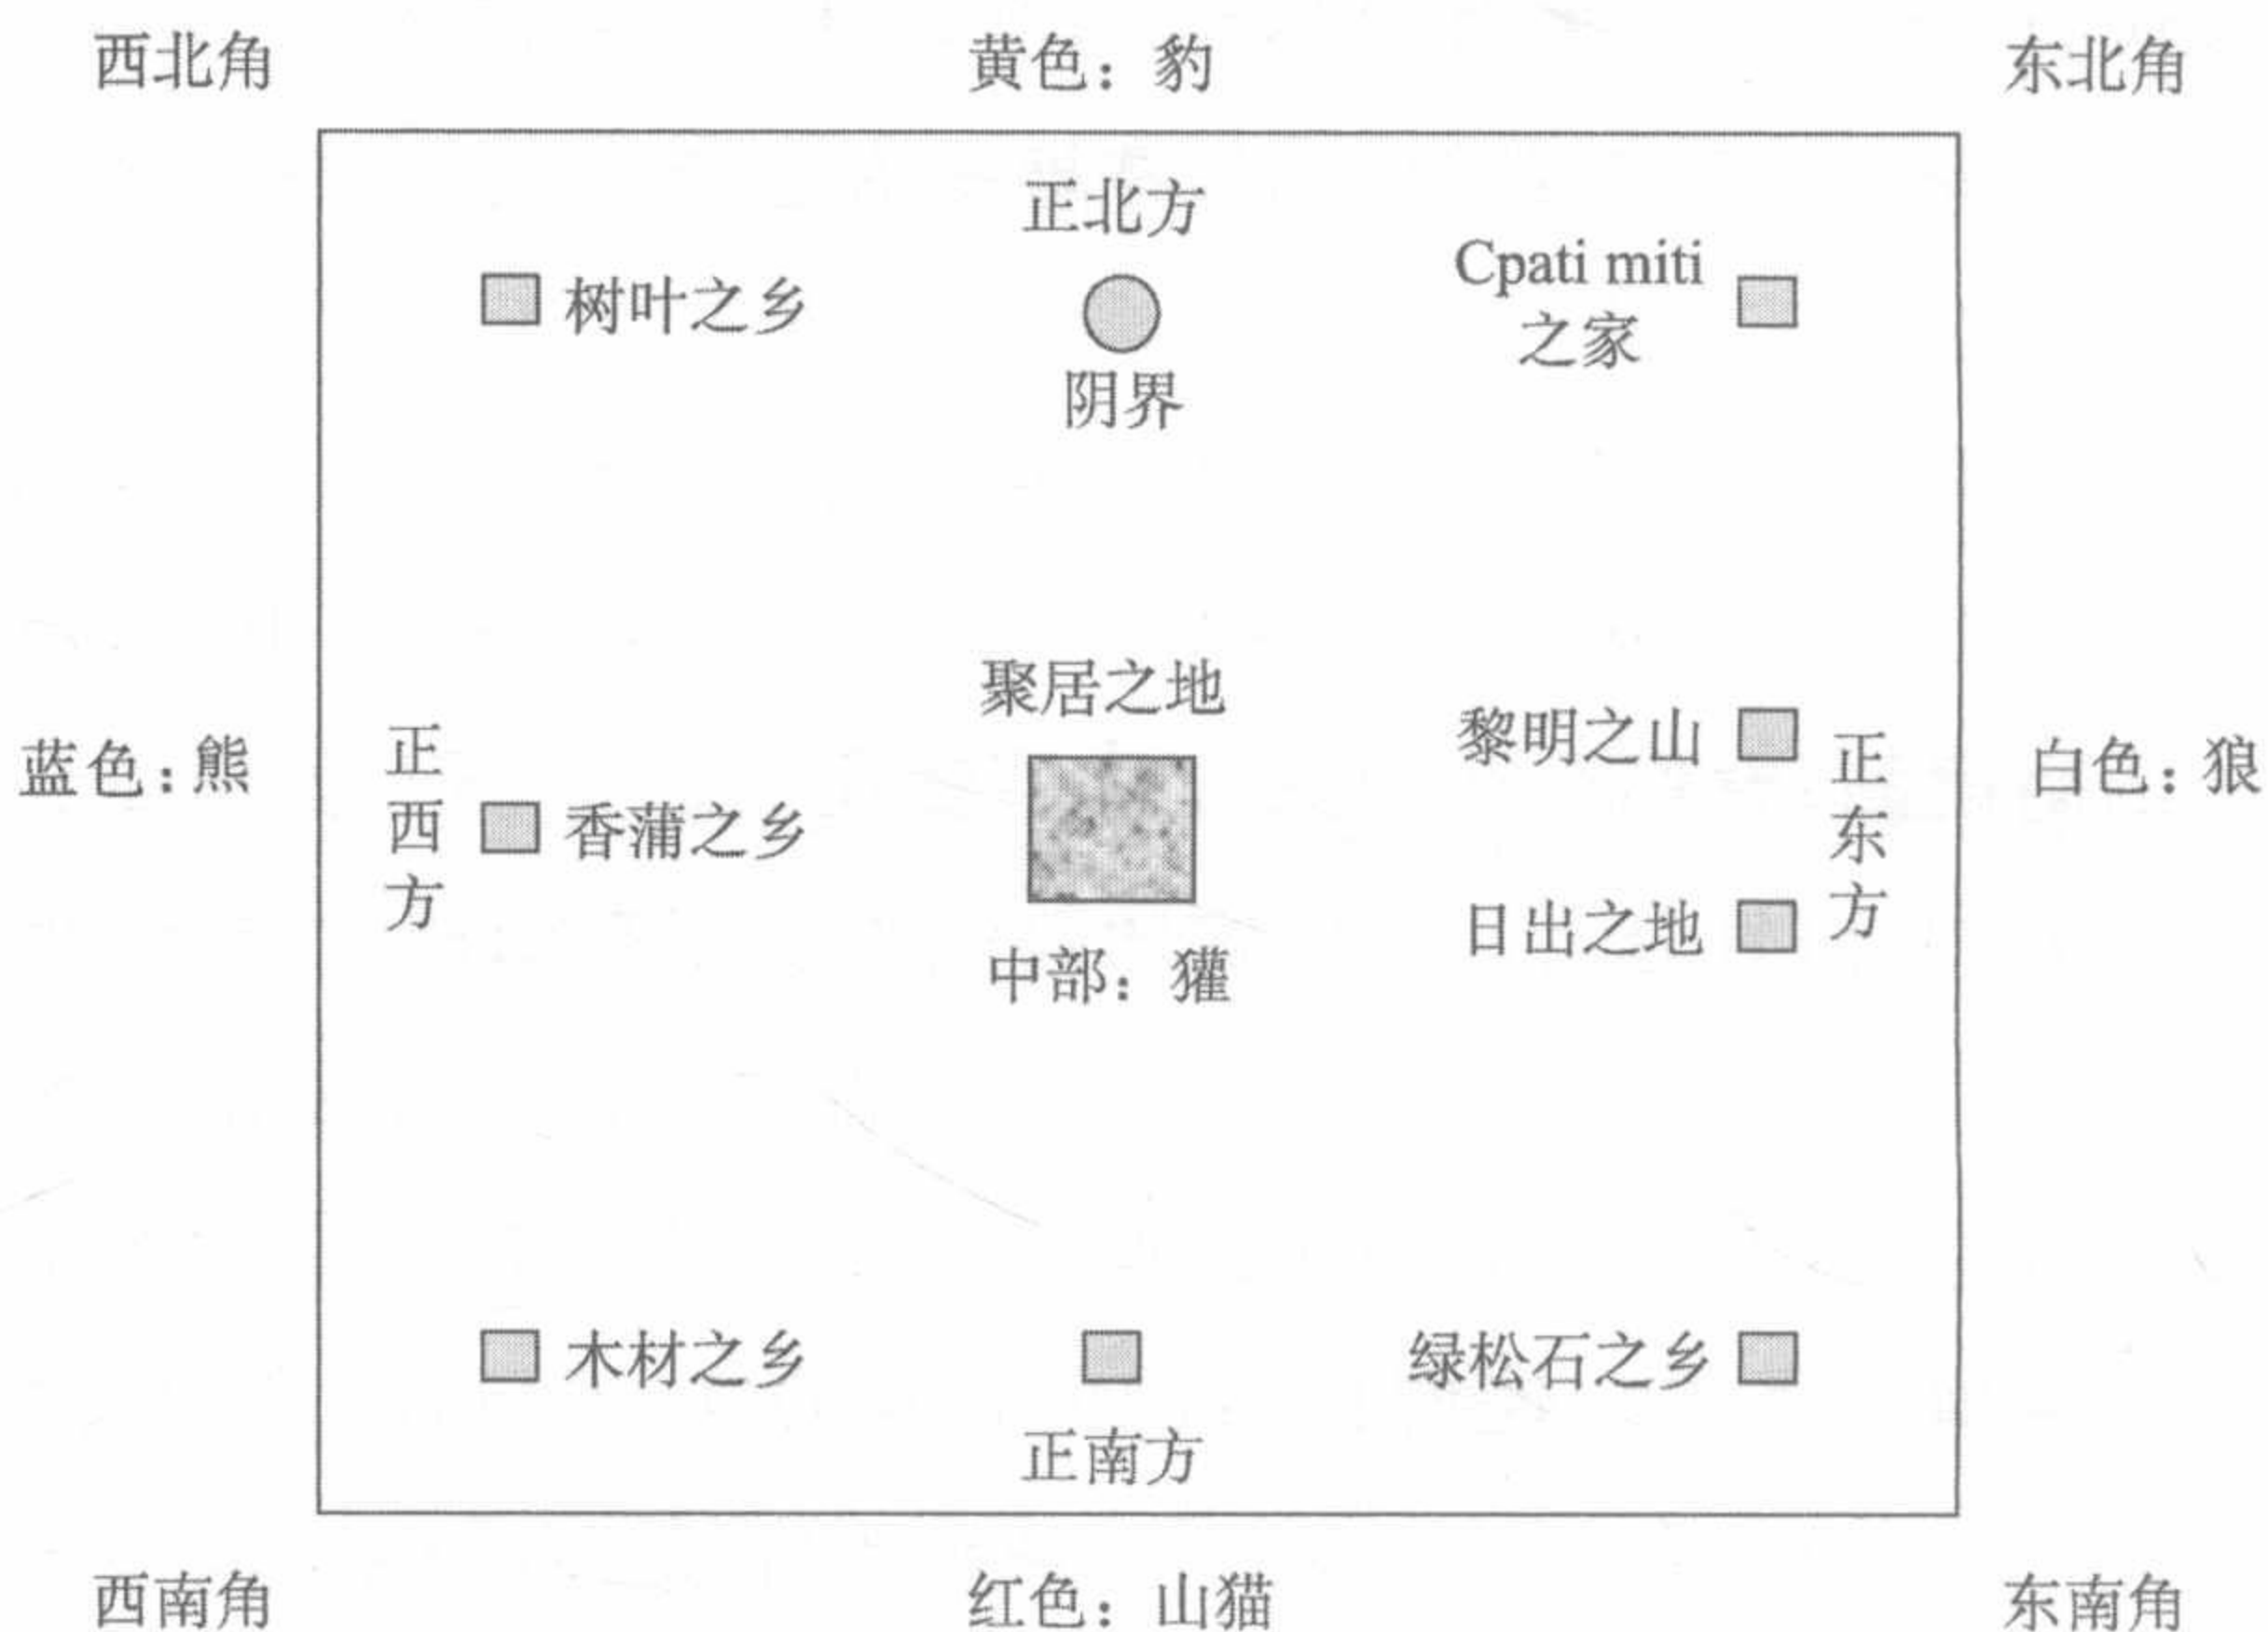 西北角
黄色：豹
东北角
正北方
树叶之乡
Cpati miti
之家
阴界
聚居之地
蓝色：熊
正西方
香蒲之乡
黎明之山
正东方
白色：狼
日出之地
中部：獾
木材之乡
绿松石之乡
正南方
西南角
红色：山猫
东南角